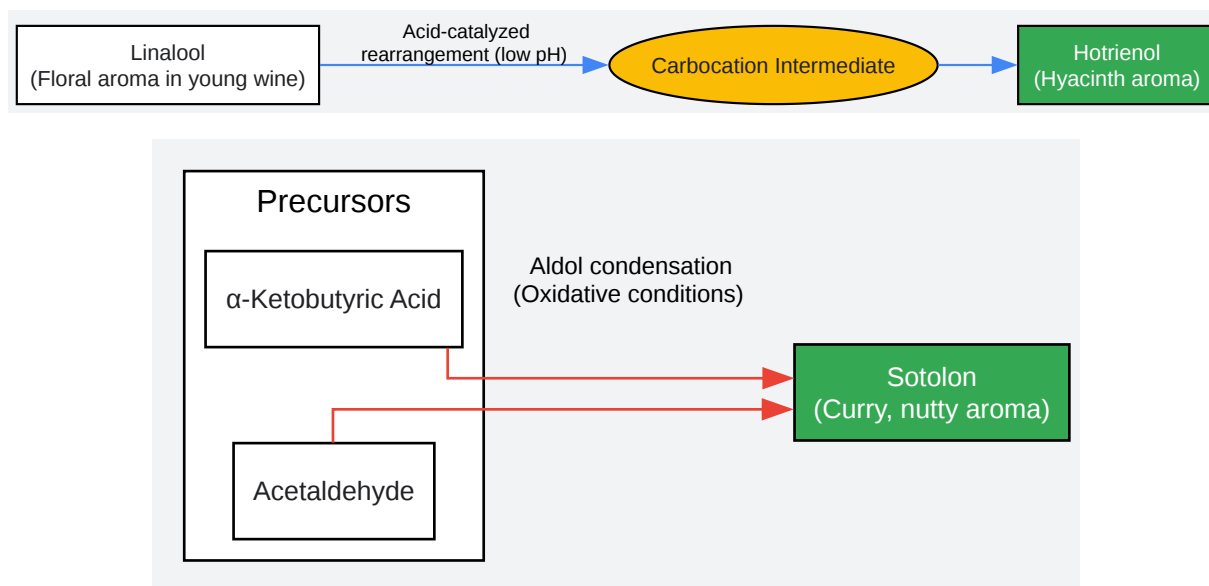 Linalool
(Floral aroma in young wine)
Acid-catalyzed
rearrangement (low pH)
Carbocation Intermediate
Hotrienol
(Hyacinth aroma)
Precursors
α-Ketobutyric Acid
Aldol condensation
(Oxidative conditions)
Sotolon
(Curry, nutty aroma)
Acetaldehyde